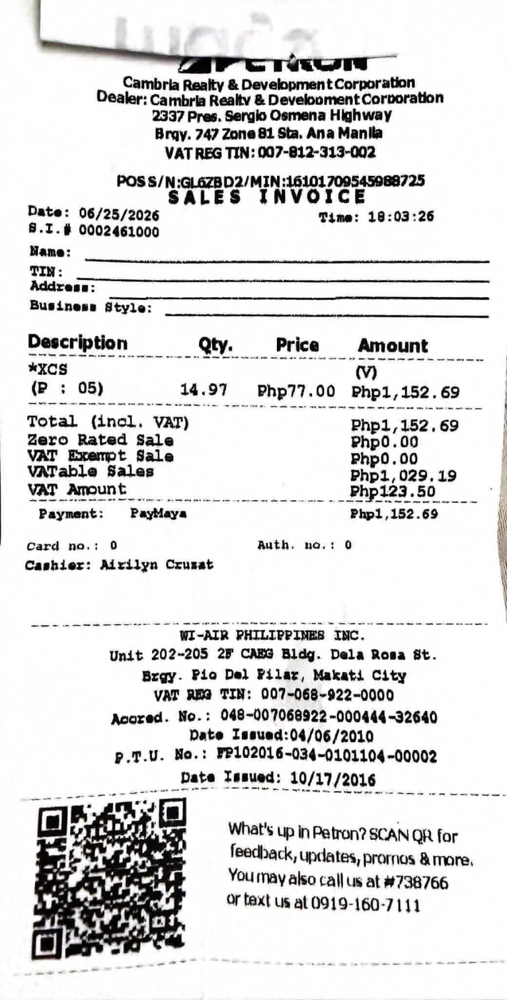 PETRON
Cambria Realty & Development Corporation
Dealer: Cambria Realty & Development Corporation
2337 Pres. Sergio Osmena Highway
Brgy. 747 Zone 81 Sta. Ana Manila
VAT REG TIN: 007-812-313-002
POS S/N:GL6ZBD2/MIN:16101709545988725
SALES INVOICE
Date: 06/25/2026 Time: 18:03:26
S.I.# 0002461000
Name:
TIN:
Address:
Business Style:
Description Qty. Price Amount
*XCS (V)
(P : 05) 14.97 Php77.00 Php1,152.69
Total (incl. VAT) Php1,152.69
Zero Rated Sale Php0.00
VAT Exempt Sale Php0.00
VATable Sales Php1,029.19
VAT Amount Php123.50
Payment: PayMaya Php1,152.69
Card no.: 0 Auth. no.: 0
Cashier: Airilyn Cruzat
WI-AIR PHILIPPINES INC.
Unit 202-205 2F CAEG Bldg. Dela Rosa St.
Brgy. Pio Del Pilar, Makati City
VAT REG TIN: 007-068-922-0000
Accred. No.: 048-007068922-000444-32640
Date Issued:04/06/2010
P.T.U. No.: FP102016-034-0101104-00002
Date Issued: 10/17/2016
What's up in Petron? SCAN QR for
feedback, updates, promos & more.
You may also call us at #738766
or text us at 0919-160-7111